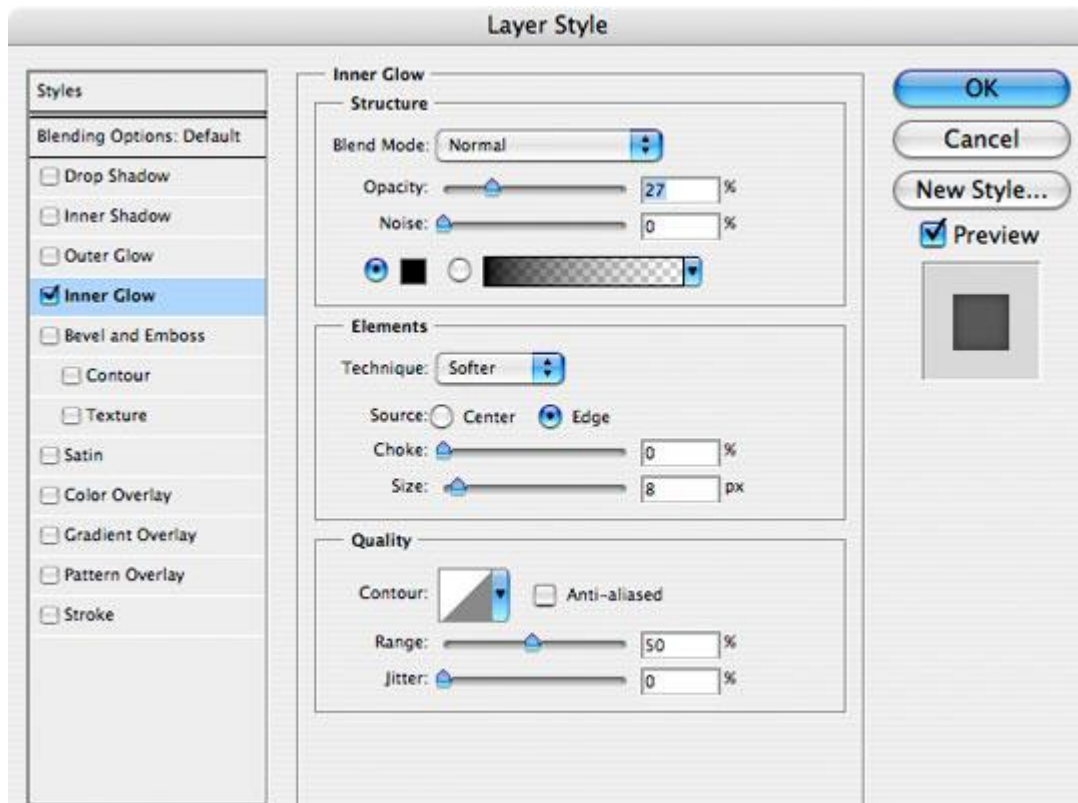 Layer Style
Styles
Blending Options: Default
Drop Shadow
Inner Shadow
Outer Glow
Inner Glow
Bevel and Emboss
Contour
Texture
Satin
Color Overlay
Gradient Overlay
Pattern Overlay
Stroke
Inner Glow
Structure
Blend Mode: Normal
Opacity: 27 %
Noise: 0 %
Elements
Technique: Softer
Source: Center Edge
Choke: 0 %
Size: 8 px
Quality
Contour: Anti-aliased
Range: 50 %
Jitter: 0 %
OK
Cancel
New Style...
Preview